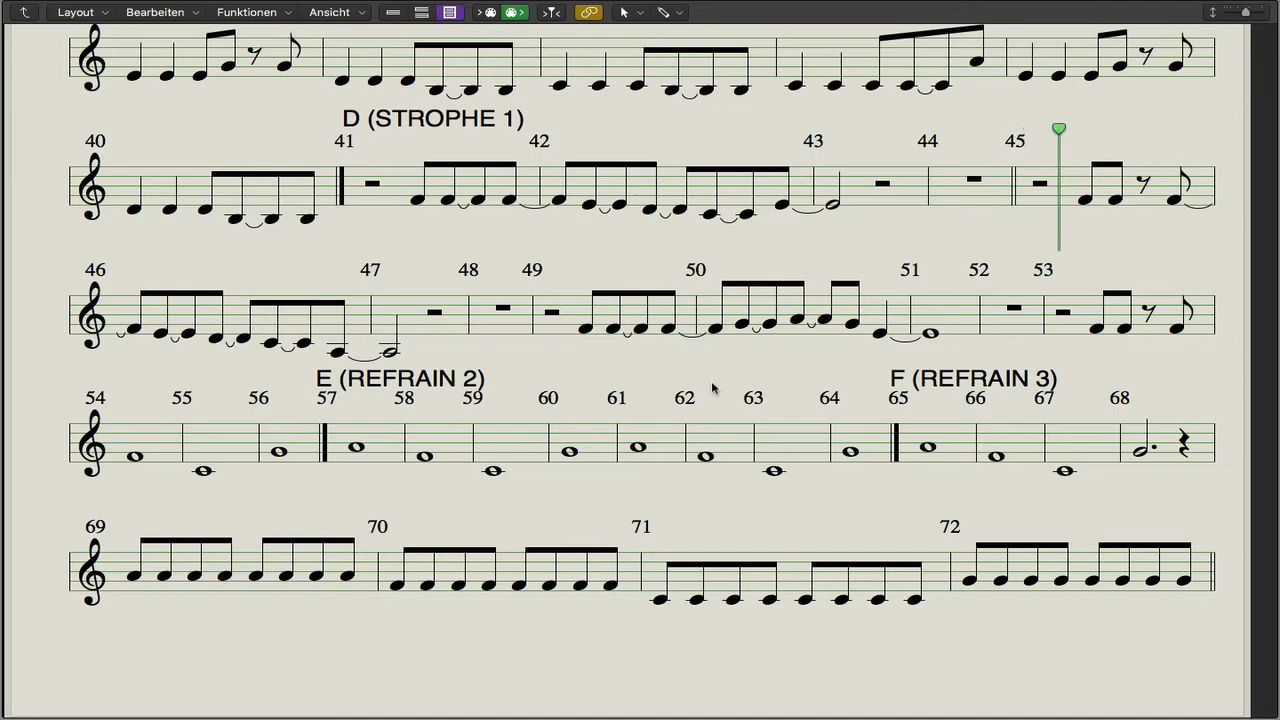 Layout Bearbeiten Funktionen Ansicht
D (STROPHE 1)
40 41 42 43 44 45
46 47 48 49 50 51 52 53
E (REFRAIN 2) F (REFRAIN 3)
54 55 56 57 58 59 60 61 62 63 64 65 66 67 68
69 70 71 72